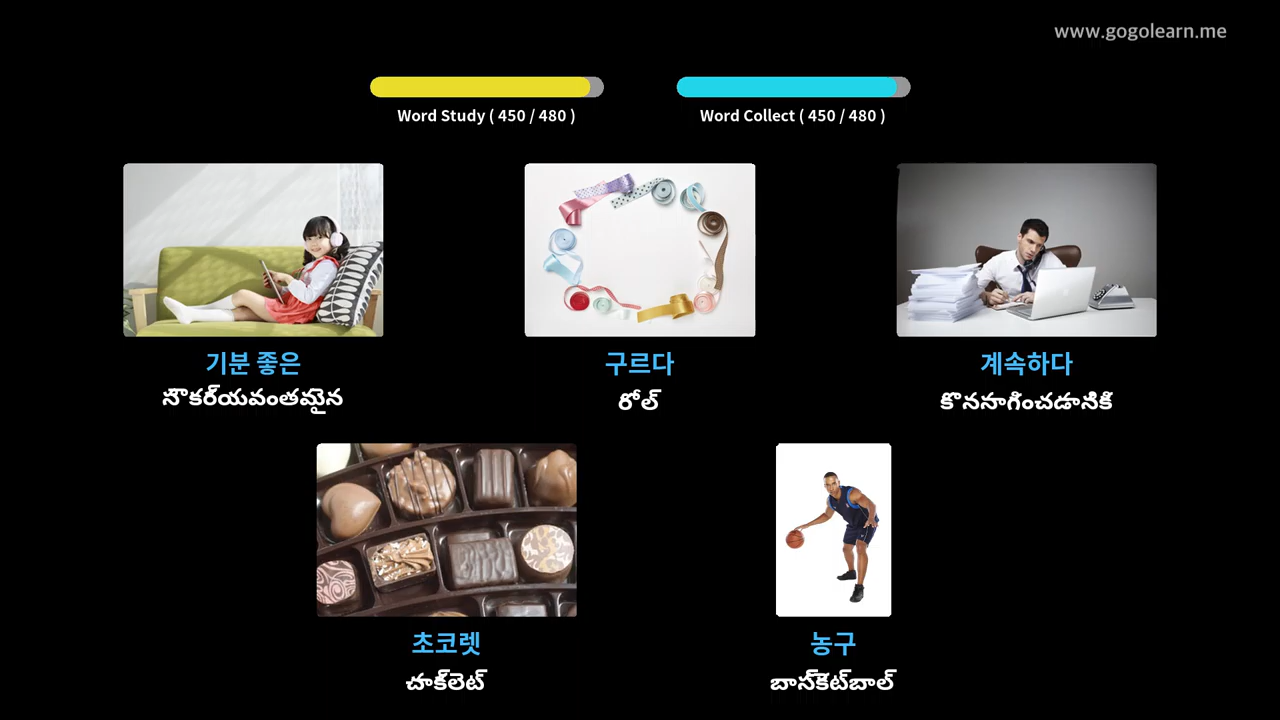 www.gogolearn.me
Word Study ( 450 / 480 )
Word Collect ( 450 / 480 )
기분 좋은
సౌకర్యవంతమైన
구르다
రోల్
계속하다
కొనసాగించడానికి
초코렛
చాక్లెట్
농구
బాస్కెట్‌బాల్